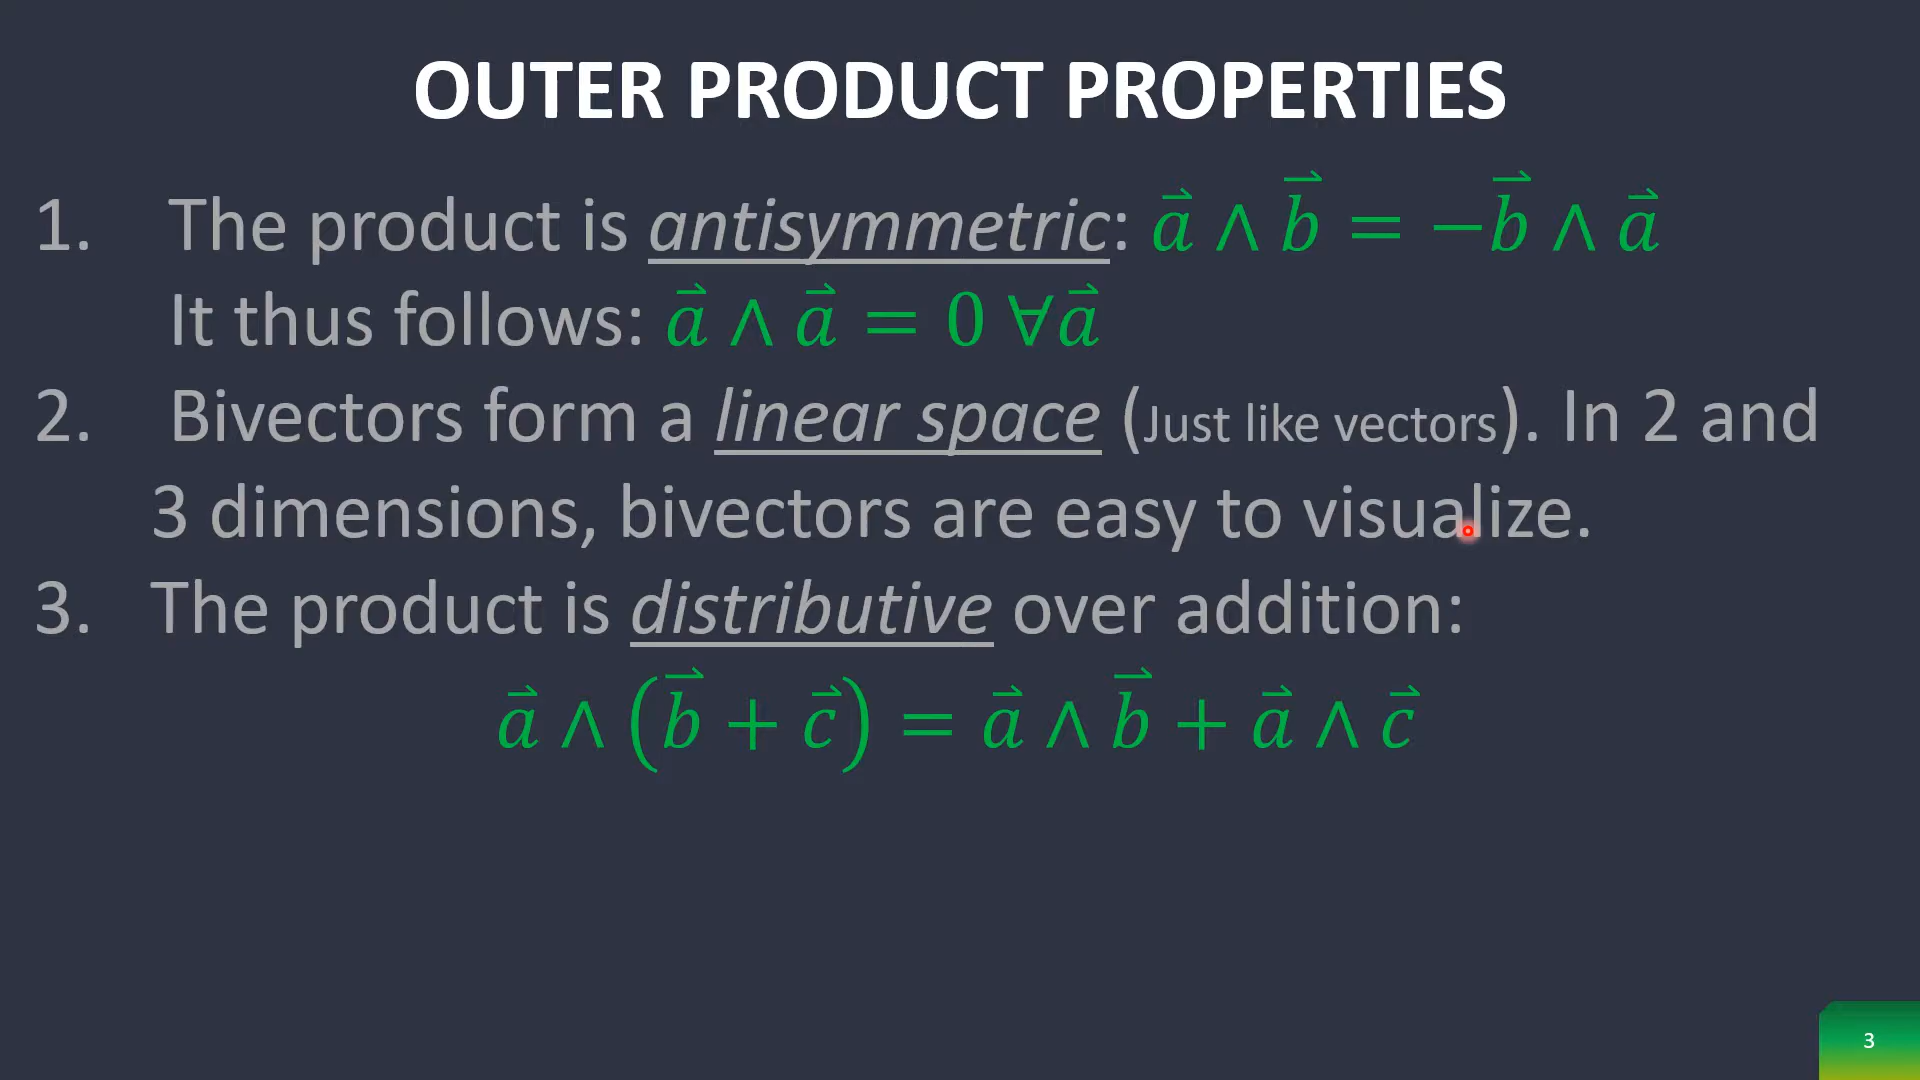 OUTER PRODUCT PROPERTIES
1. The product is antisymmetric: a⃗ ∧ b⃗ = −b⃗ ∧ a⃗
It thus follows: a⃗ ∧ a⃗ = 0 ∀a⃗
2. Bivectors form a linear space (Just like vectors). In 2 and
3 dimensions, bivectors are easy to visualize.
3. The product is distributive over addition:
a⃗ ∧ (b⃗ + c⃗) = a⃗ ∧ b⃗ + a⃗ ∧ c⃗
3